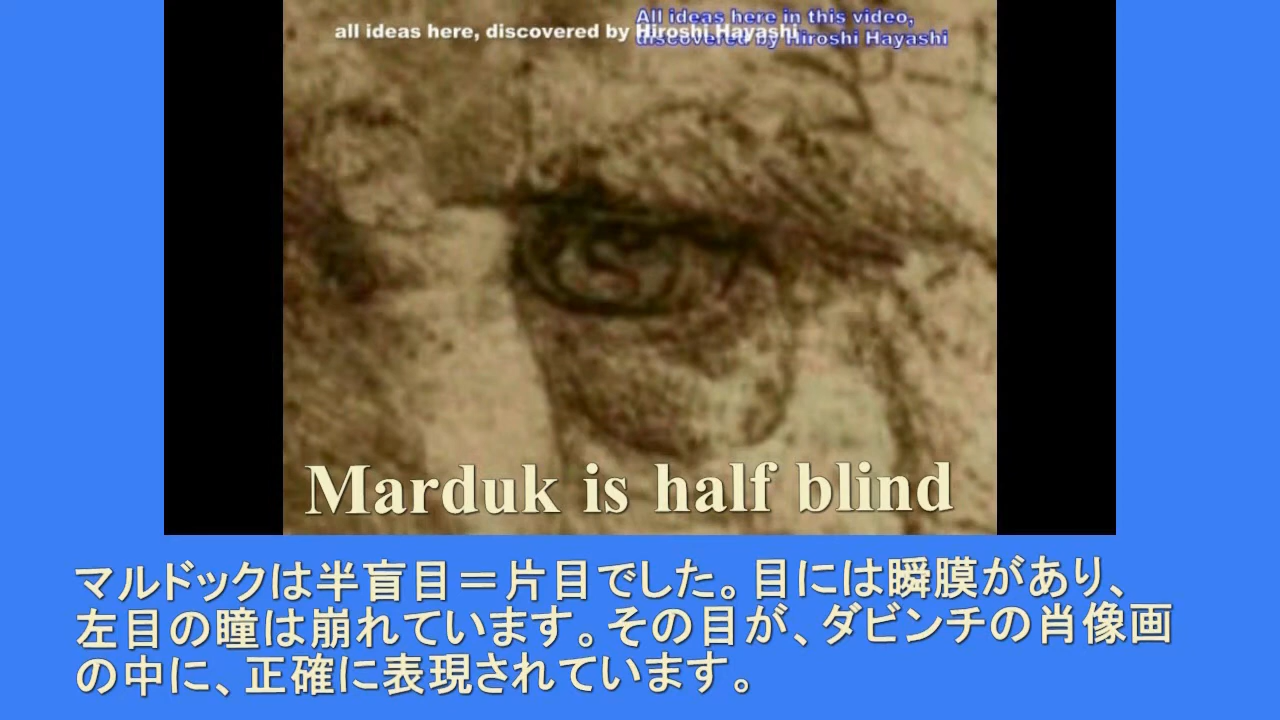 All ideas here in this video,
all ideas here, discovered by Hiroshi Hayashi
discovered by Hiroshi Hayashi
Marduk is half blind
マルドックは半盲目＝片目でした。目には瞬膜があり、
左目の瞳は崩れています。その目が、ダビンチの肖像画
の中に、正確に表現されています。